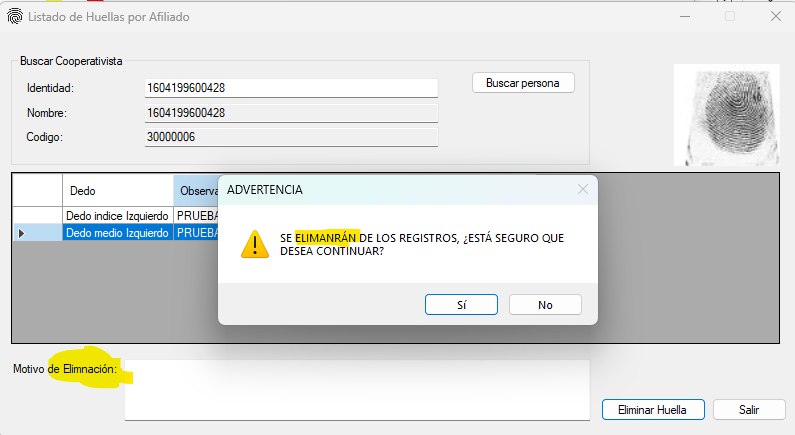 Listado de Huellas por Afiliado
Buscar Cooperativista
Identidad:
1604199600428
Buscar persona
Nombre:
1604199600428
Codigo:
30000006
Dedo
Observa
Dedo indice Izquierdo
PRUEBA
Dedo medio Izquierdo
PRUEBA
ADVERTENCIA
SE ELIMANRÁN DE LOS REGISTROS, ¿ESTÁ SEGURO QUE
DESEA CONTINUAR?
Sí
No
Motivo de Elimnación:
Eliminar Huella
Salir